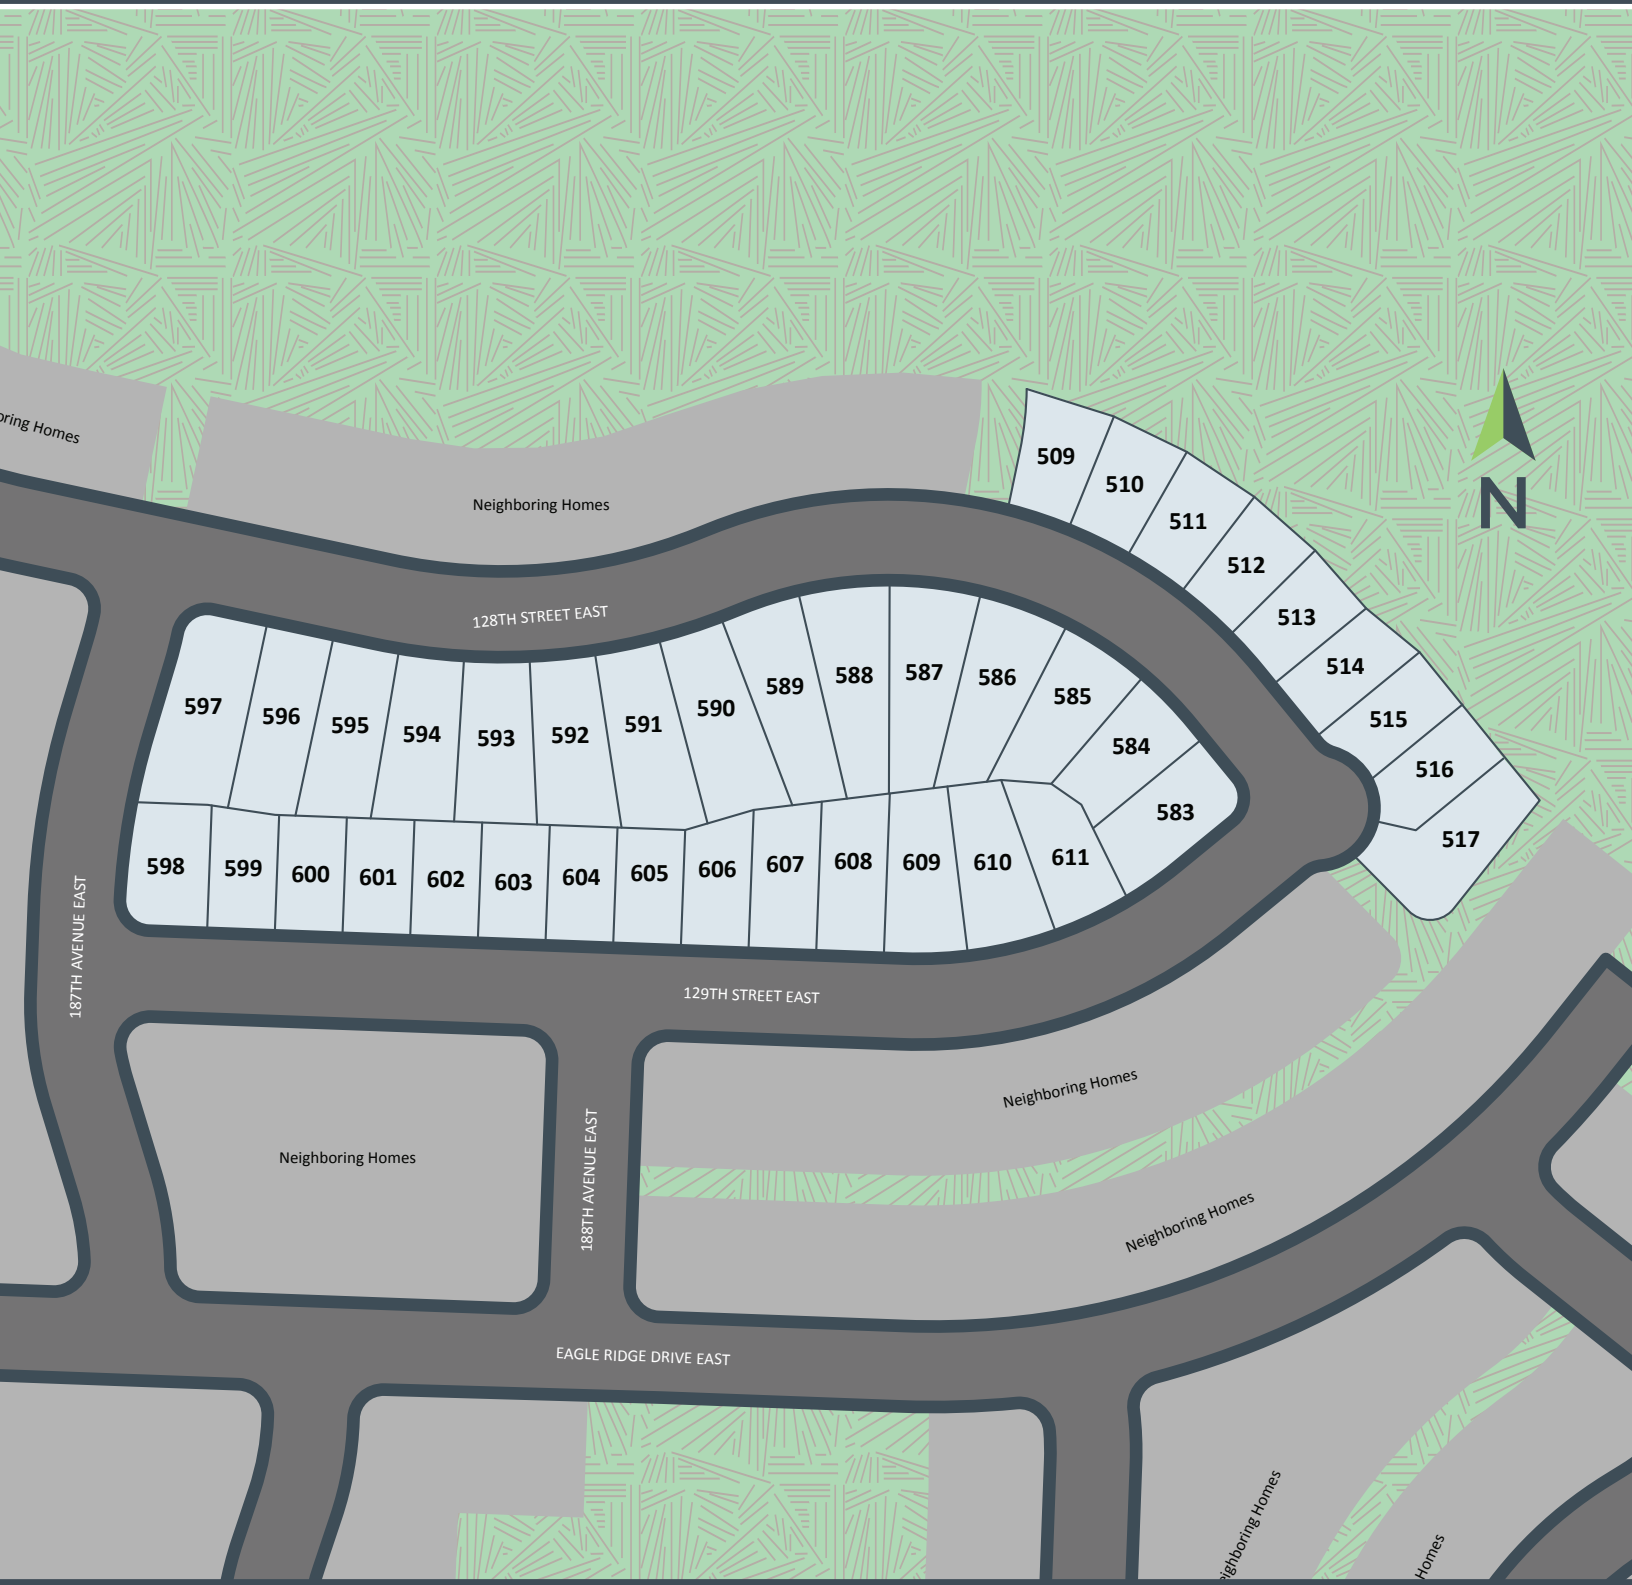 oring Homes
Neighboring Homes
509
510
511
512
513
514
515
516
517
N
128TH STREET EAST
597
596
595
594
593
592
591
590
589
588
587
586
585
584
583
598
599
600
601
602
603
604
605
606
607
608
609
610
611
187TH AVENUE EAST
129TH STREET EAST
Neighboring Homes
188TH AVENUE EAST
Neighboring Homes
Neighboring Homes
EAGLE RIDGE DRIVE EAST
eighboring Homes
Homes